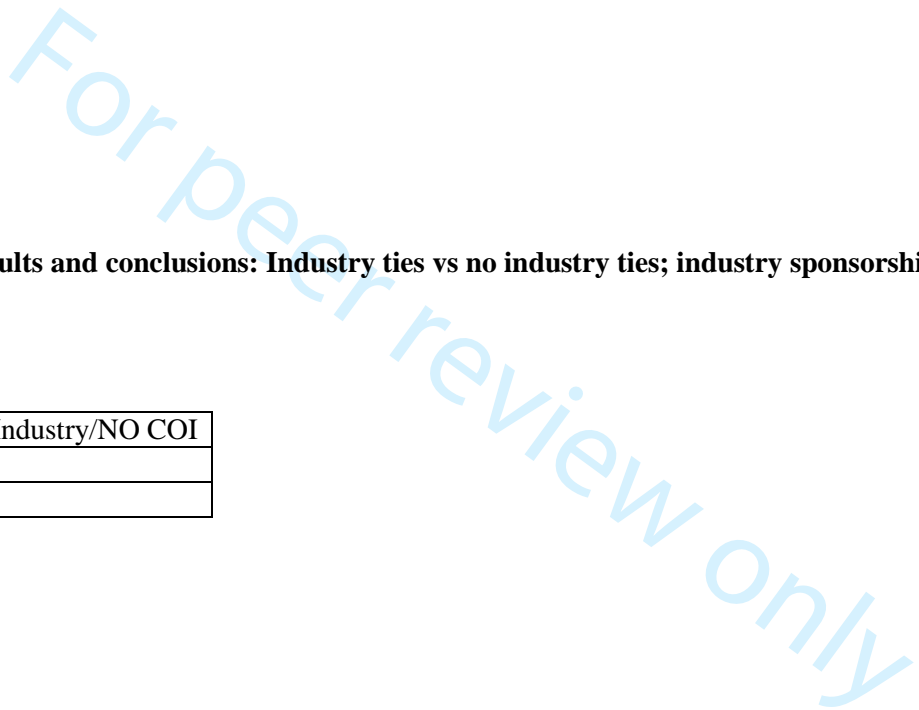 For peer review only
ults and conclusions: Industry ties vs no industry ties; industry sponsorshi
ndustry/NO COI